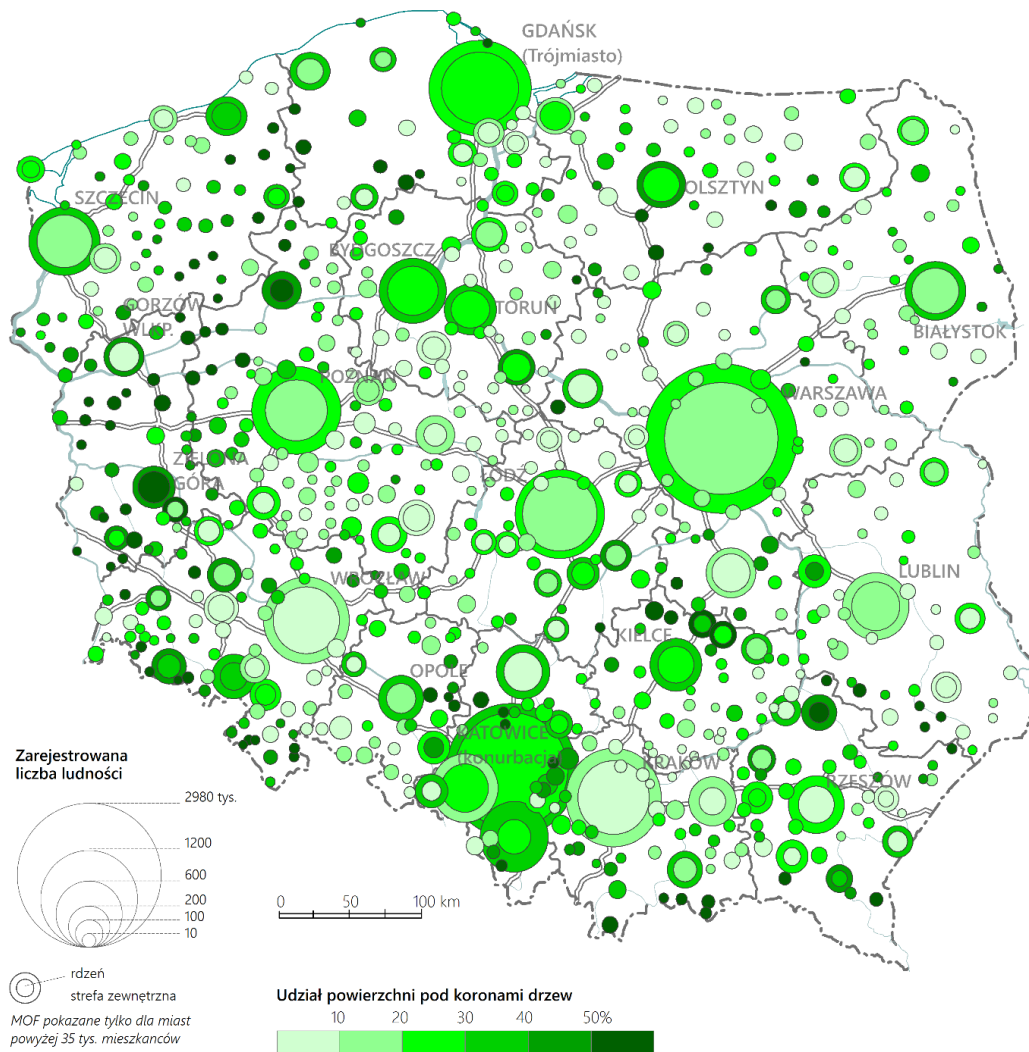 GDAŃSK
(Trójmiasto)
SZCZECIN
OLSZTYN
BYDGOSZCZ
GORZÓW
WLKP.
TORUŃ
BIAŁYSTOK
POZNAŃ
WARSZAWA
ZIELONA
GÓRA
ŁÓDŹ
WROCŁAW
LUBLIN
KIELCE
OPOLE
KATOWICE
(konurbacja)
KRAKÓW
RZESZÓW
Zarejestrowana
liczba ludności
2980 tys.
1200
600
200
100
10
0 50 100 km
rdzeń
strefa zewnętrzna
MOF pokazane tylko dla miast
powyżej 35 tys. mieszkanców
Udział powierzchni pod koronami drzew
10 20 30 40 50%